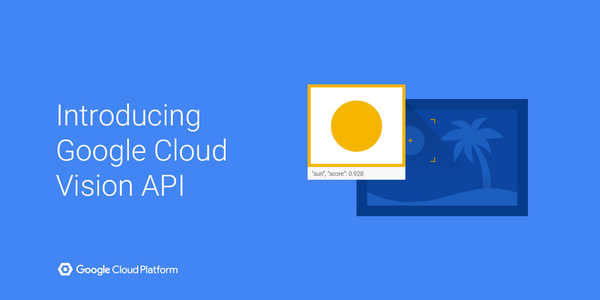 Introducing
Google Cloud
Vision API
"sun", "score": 0.928
Google Cloud Platform